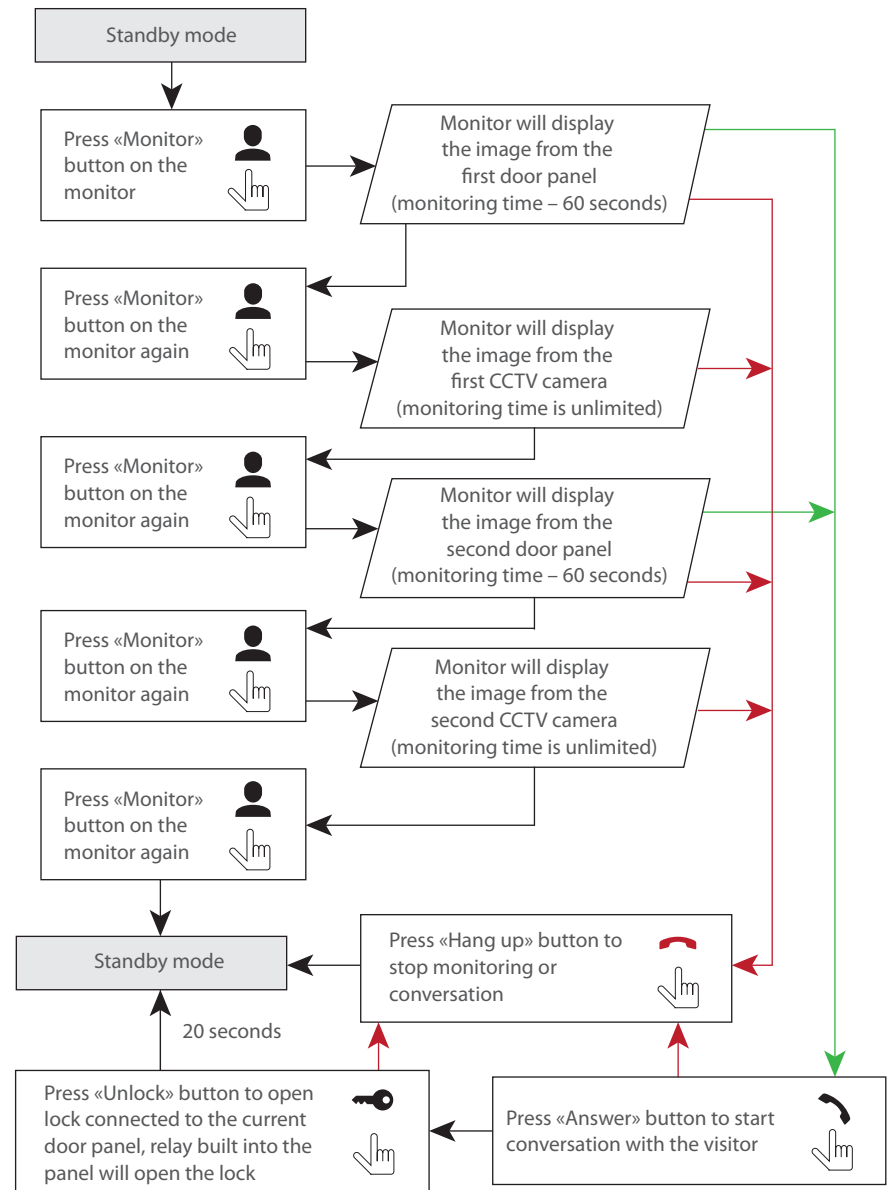 Standby mode
Press «Monitor»
button on the
monitor
Monitor will display
the image from the
first door panel
(monitoring time – 60 seconds)
Press «Monitor»
button on the
monitor again
Monitor will display
the image from the
first CCTV camera
(monitoring time is unlimited)
Press «Monitor»
button on the
monitor again
Monitor will display
the image from the
second door panel
(monitoring time – 60 seconds)
Press «Monitor»
button on the
monitor again
Monitor will display
the image from the
second CCTV camera
(monitoring time is unlimited)
Press «Monitor»
button on the
monitor again
Standby mode
Press «Hang up» button to
stop monitoring or
conversation
20 seconds
Press «Unlock» button to open
lock connected to the current
door panel, relay built into the
panel will open the lock
Press «Answer» button to start
conversation with the visitor